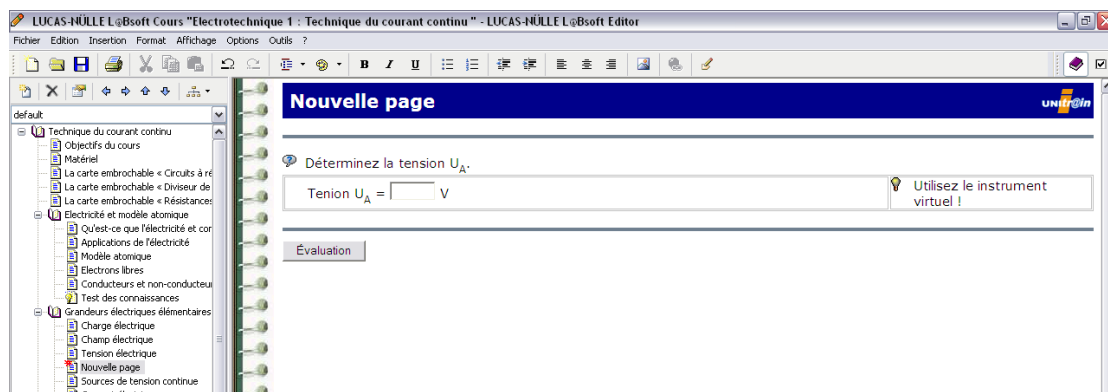 LUCAS-NÜLLE L@Bsoft Cours "Electrotechnique 1 : Technique du courant continu " - LUCAS-NÜLLE L@Bsoft Editor
Fichier Edition Insertion Format Affichage Options Outils ?
B I U
default
Technique du courant continu
Objectifs du cours
Matériel
La carte embrochable « Circuits à ré
La carte embrochable « Diviseur de
La carte embrochable « Résistances
Electricité et modèle atomique
Qu'est-ce que l'électricité et cor
Applications de l'électricité
Modèle atomique
Electrons libres
Conducteurs et non-conducteur
Test des connaissances
Grandeurs électriques élémentaires
Charge électrique
Champ électrique
Tension électrique
Nouvelle page
Sources de tension continue
Nouvelle page
UNITr@in
Déterminez la tension UA.
Tenion UA = V
Utilisez le instrument
virtuel !
Évaluation